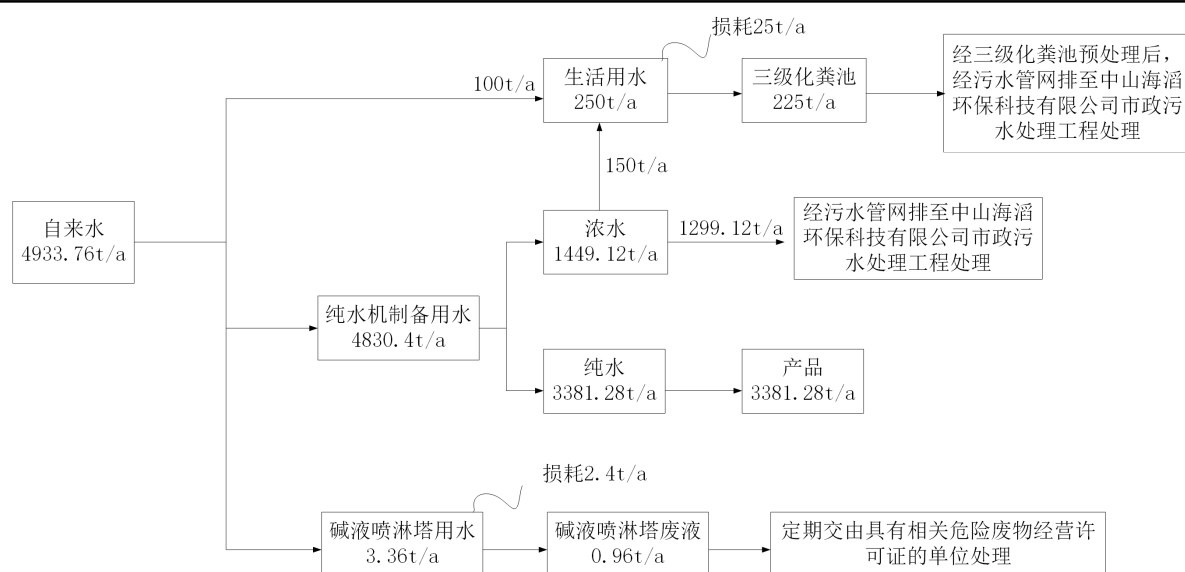 损耗25t/a
100t/a
生活用水
250t/a
三级化粪池
225t/a
经三级化粪池预处理后，
经污水管网排至中山海滔
环保科技有限公司市政污
水处理工程处理
150t/a
自来水
4933.76t/a
浓水
1449.12t/a
1299.12t/a
经污水管网排至中山海滔
环保科技有限公司市政污
水处理工程处理
纯水机制备用水
4830.4t/a
纯水
3381.28t/a
产品
3381.28t/a
损耗2.4t/a
碱液喷淋塔用水
3.36t/a
碱液喷淋塔废液
0.96t/a
定期交由具有相关危险废物经营许
可证的单位处理